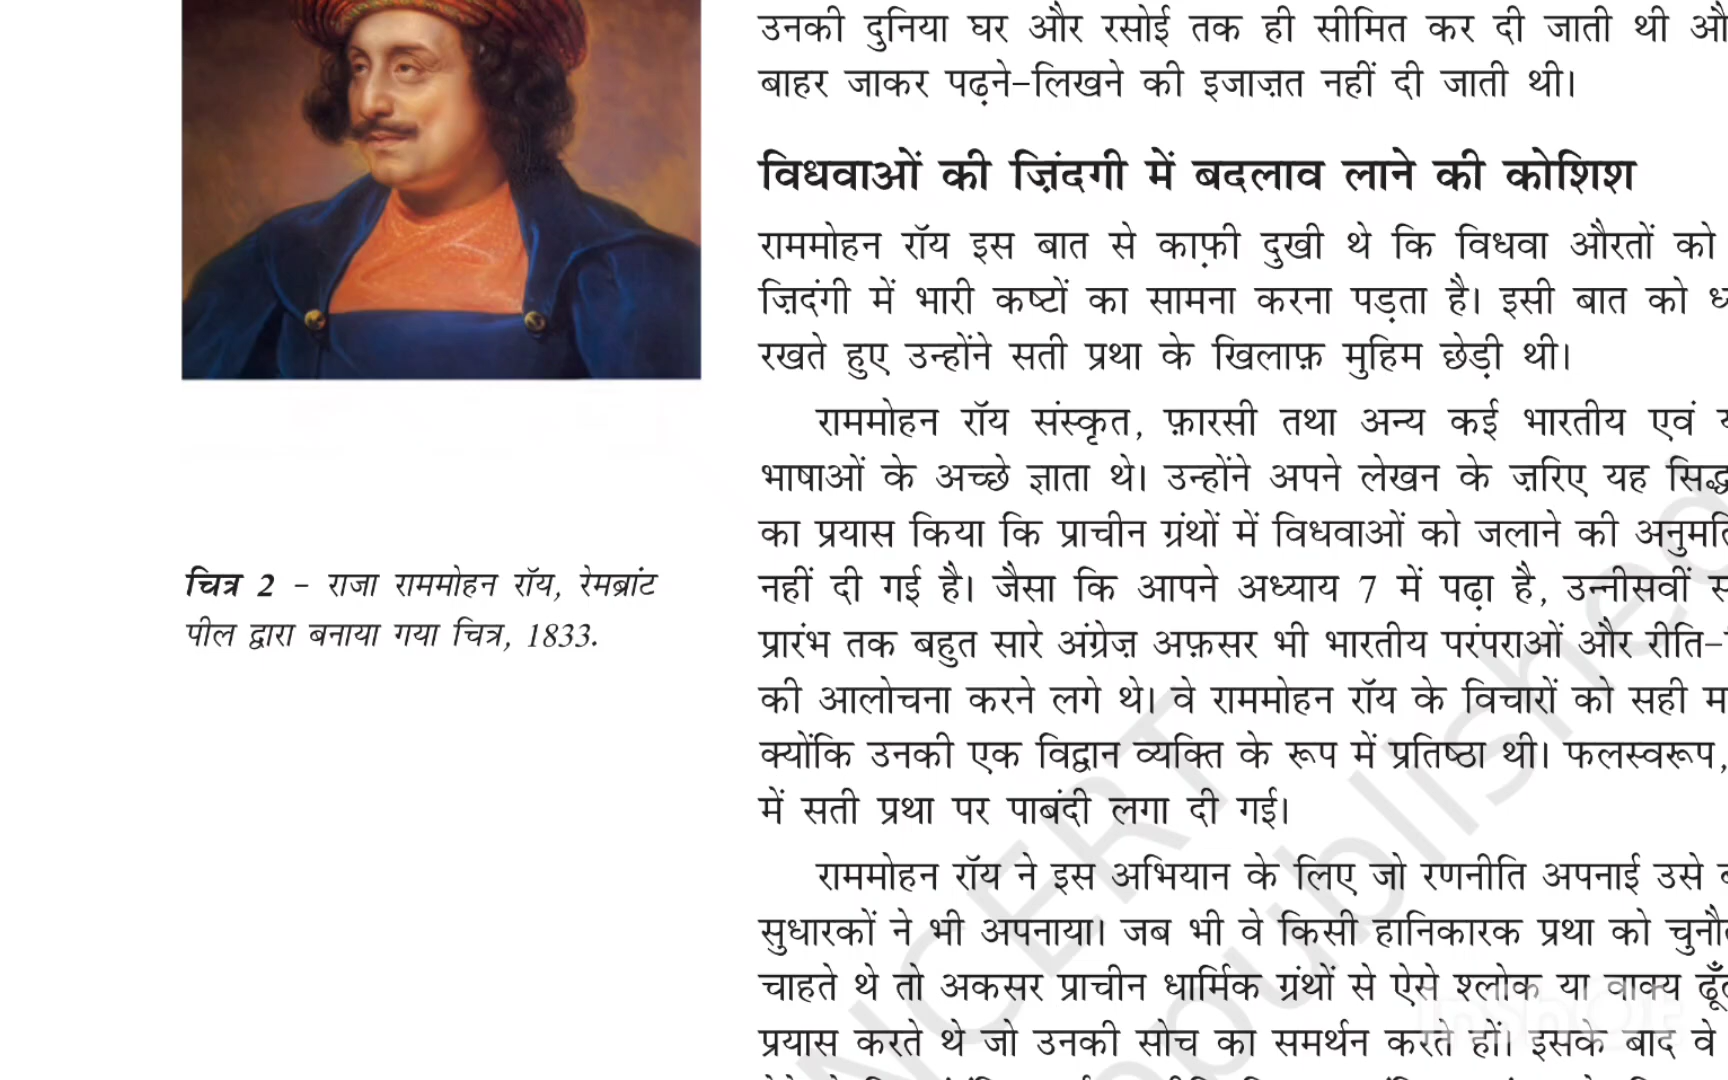 उनकी दुनिया घर और रसोई तक ही सीमित कर दी जाती थी
बाहर जाकर पढ़ने-लिखने की इजाज़त नहीं दी जाती थी।
विधवाओं की ज़िंदगी में बदलाव लाने की कोशिश
राममोहन रॉय इस बात से काफ़ी दुखी थे कि विधवा औरतों को
ज़िदंगी में भारी कष्टों का सामना करना पड़ता है। इसी बात को
रखते हुए उन्होंने सती प्रथा के खिलाफ़ मुहिम छेड़ी थी।
राममोहन रॉय संस्कृत, फ़ारसी तथा अन्य कई भारतीय एवं
भाषाओं के अच्छे ज्ञाता थे। उन्होंने अपने लेखन के ज़रिए यह सिद्ध
का प्रयास किया कि प्राचीन ग्रंथों में विधवाओं को जलाने की
नहीं दी गई है। जैसा कि आपने अध्याय 7 में पढ़ा है, उन्नीसवीं
प्रारंभ तक बहुत सारे अंग्रेज़ अफ़सर भी भारतीय परंपराओं और रीति-
की आलोचना करने लगे थे। वे राममोहन रॉय के विचारों को सही
क्योंकि उनकी एक विद्वान व्यक्ति के रूप में प्रतिष्ठा थी। फलस्वरूप,
में सती प्रथा पर पाबंदी लगा दी गई।
राममोहन रॉय ने इस अभियान के लिए जो रणनीति अपनाई उसे
सुधारकों ने भी अपनाया। जब भी वे किसी हानिकारक प्रथा को
चाहते थे तो अकसर प्राचीन धार्मिक ग्रंथों से ऐसे श्लोक या वाक्य
प्रयास करते थे जो उनकी सोच का समर्थन करते हों। इसके बाद वे
चित्र 2 – राजा राममोहन रॉय, रेमब्रांट
पील द्वारा बनाया गया चित्र, 1833.
NCERT